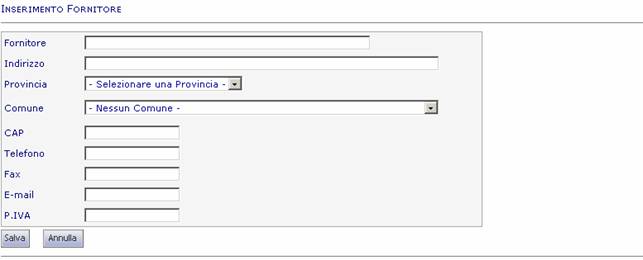 Inserimento Fornitore
Fornitore
Indirizzo
Provincia - Selezionare una Provincia -
Comune - Nessun Comune -
CAP
Telefono
Fax
E-mail
P.IVA
Salva Annulla